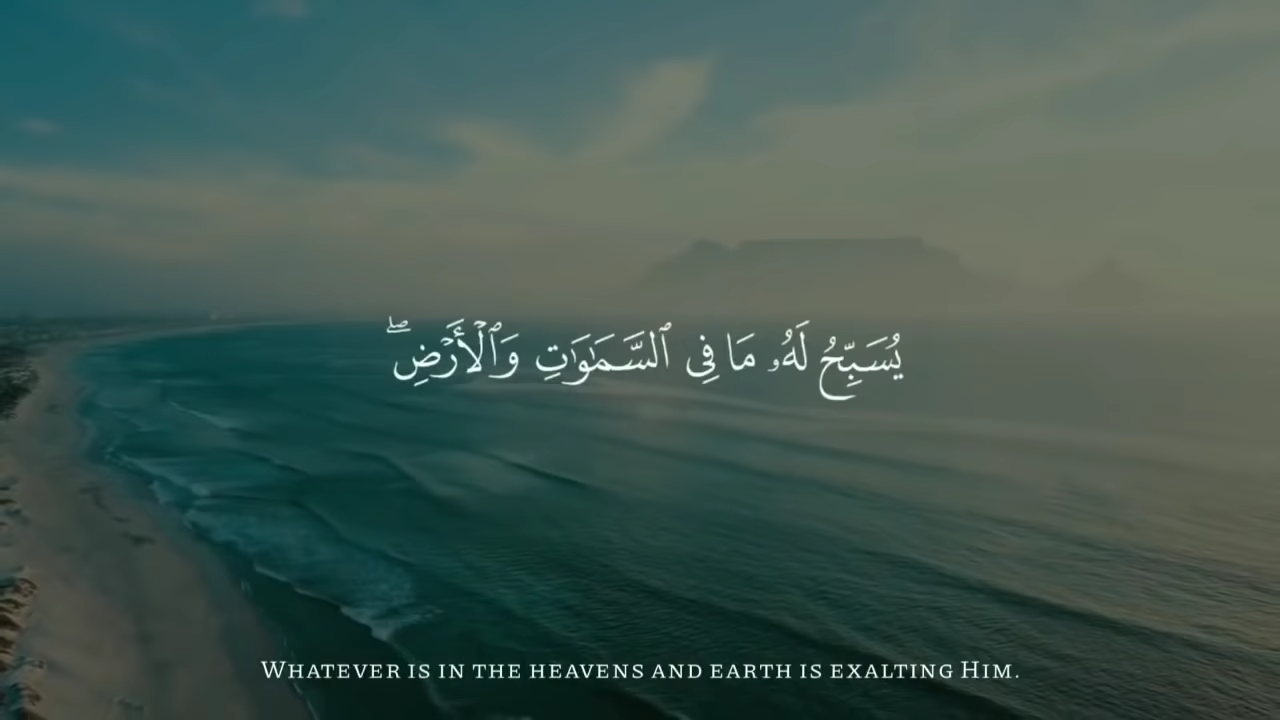 يُسَبِّحُ لَهُۥ مَا فِى ٱلسَّمَـٰوَٰتِ وَٱلْأَرْضِ ۖ
Whatever is in the heavens and earth is exalting Him.